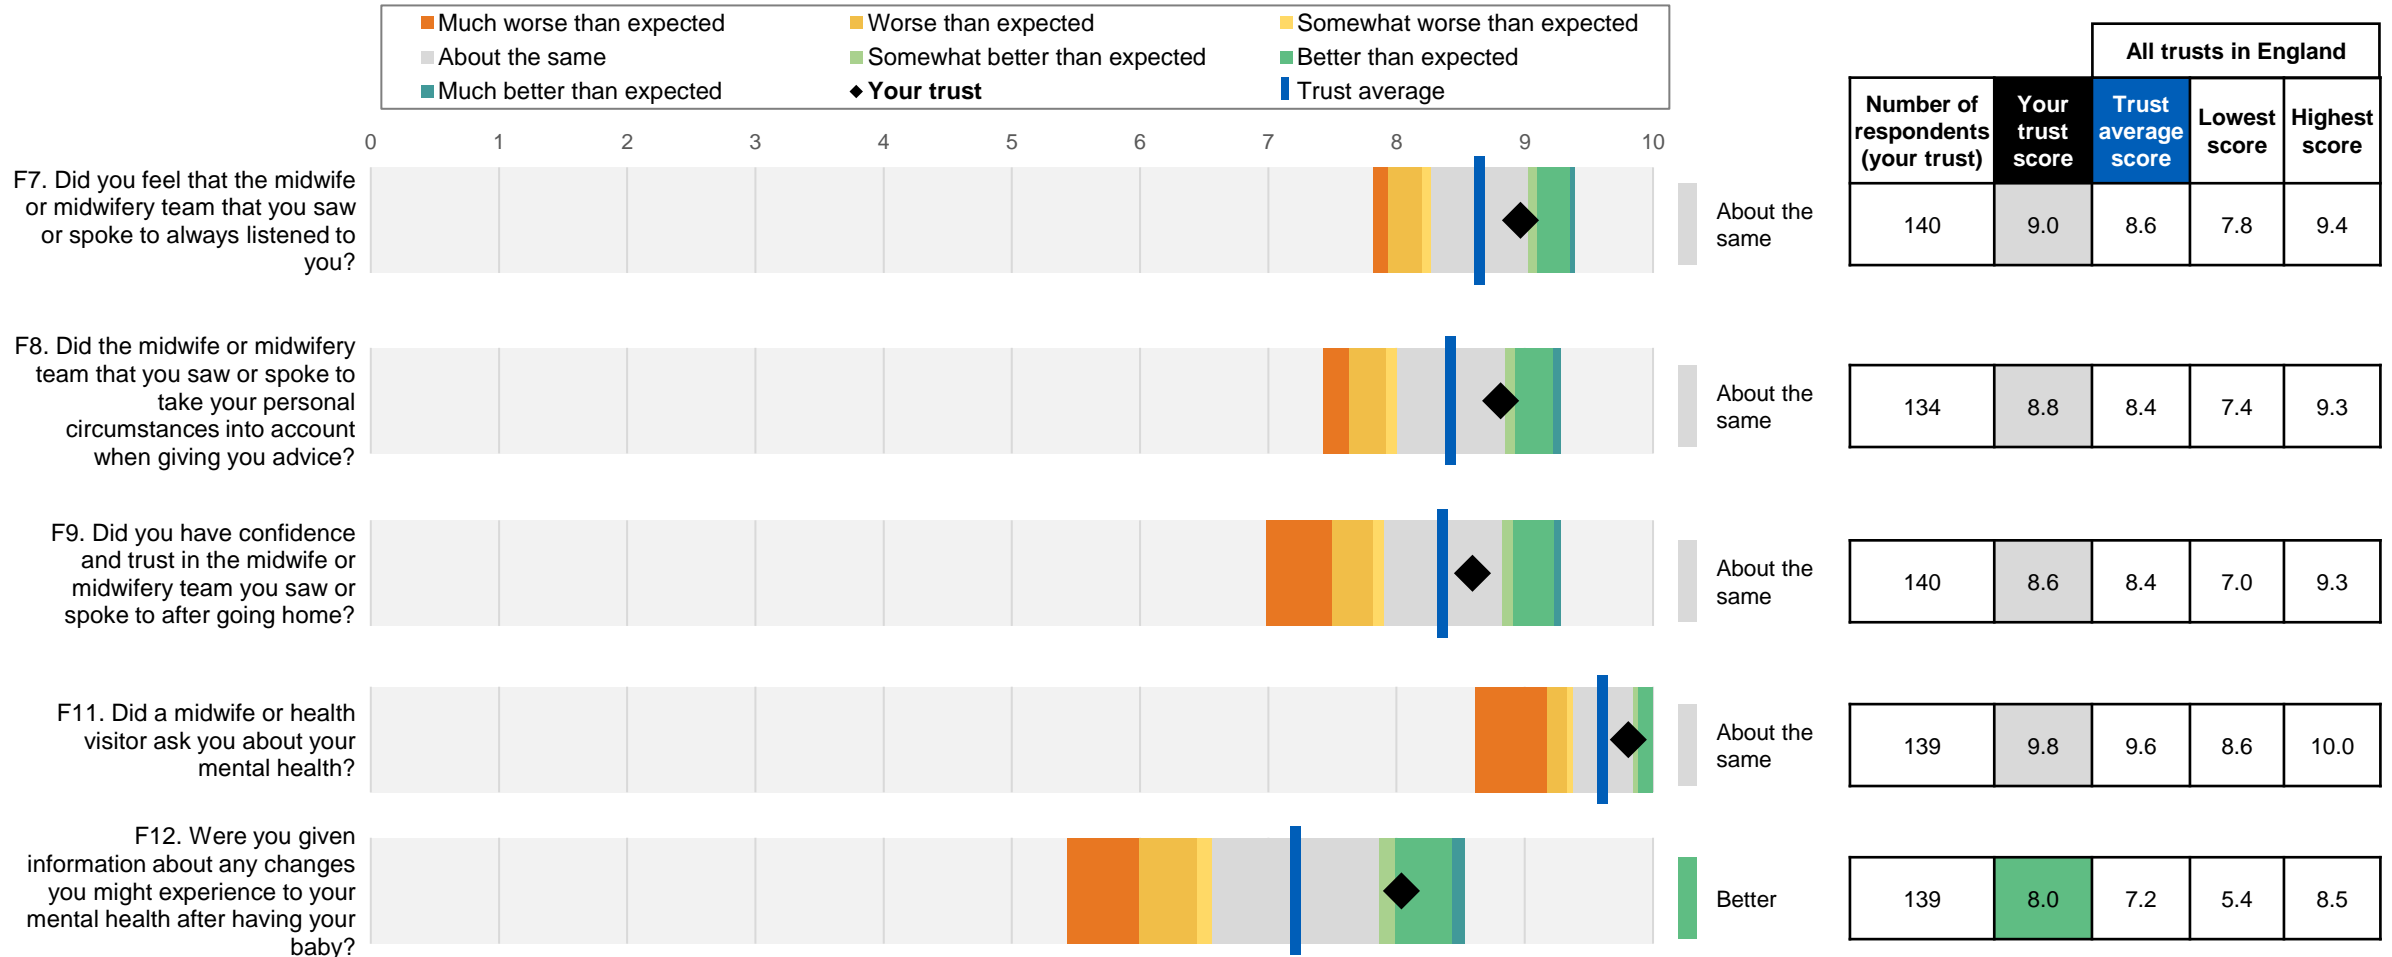 Much worse than expected
Worse than expected
Somewhat worse than expected
About the same
Somewhat better than expected
Better than expected
Much better than expected
Your trust
Trust average
All trusts in England
Number of
respondents
(your trust)
Your
trust
score
Trust
average
score
Lowest
score
Highest
score
0 1 2 3 4 5 6 7 8 9 10
F7. Did you feel that the midwife
or midwifery team that you saw
or spoke to always listened to
you?
About the
same
140 9.0 8.6 7.8 9.4
F8. Did the midwife or midwifery
team that you saw or spoke to
take your personal
circumstances into account
when giving you advice?
About the
same
134 8.8 8.4 7.4 9.3
F9. Did you have confidence
and trust in the midwife or
midwifery team you saw or
spoke to after going home?
About the
same
140 8.6 8.4 7.0 9.3
F11. Did a midwife or health
visitor ask you about your
mental health?
About the
same
139 9.8 9.6 8.6 10.0
F12. Were you given
information about any changes
you might experience to your
mental health after having your
baby?
Better
139 8.0 7.2 5.4 8.5